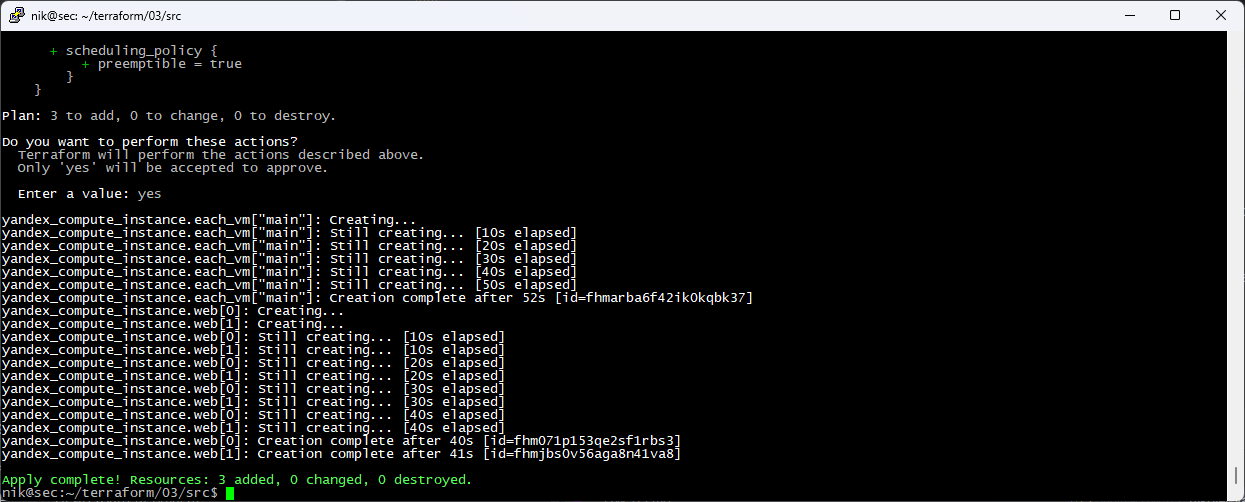 nik@sec: ~/terraform/03/src
+ scheduling_policy {
+ preemptible = true
}
}
Plan: 3 to add, 0 to change, 0 to destroy.
Do you want to perform these actions?
Terraform will perform the actions described above.
Only 'yes' will be accepted to approve.
Enter a value: yes
yandex_compute_instance.each_vm["main"]: Creating...
yandex_compute_instance.each_vm["main"]: Still creating... [10s elapsed]
yandex_compute_instance.each_vm["main"]: Still creating... [20s elapsed]
yandex_compute_instance.each_vm["main"]: Still creating... [30s elapsed]
yandex_compute_instance.each_vm["main"]: Still creating... [40s elapsed]
yandex_compute_instance.each_vm["main"]: Still creating... [50s elapsed]
yandex_compute_instance.each_vm["main"]: Creation complete after 52s [id=fhmarba6f42ik0kqbk37]
yandex_compute_instance.web[0]: Creating...
yandex_compute_instance.web[1]: Creating...
yandex_compute_instance.web[0]: Still creating... [10s elapsed]
yandex_compute_instance.web[1]: Still creating... [10s elapsed]
yandex_compute_instance.web[0]: Still creating... [20s elapsed]
yandex_compute_instance.web[1]: Still creating... [20s elapsed]
yandex_compute_instance.web[0]: Still creating... [30s elapsed]
yandex_compute_instance.web[1]: Still creating... [30s elapsed]
yandex_compute_instance.web[0]: Still creating... [40s elapsed]
yandex_compute_instance.web[1]: Still creating... [40s elapsed]
yandex_compute_instance.web[0]: Creation complete after 40s [id=fhm071p153qe2sf1rbs3]
yandex_compute_instance.web[1]: Creation complete after 41s [id=fhmjbs0v56aga8n41va8]
Apply complete! Resources: 3 added, 0 changed, 0 destroyed.
nik@sec:~/terraform/03/src$